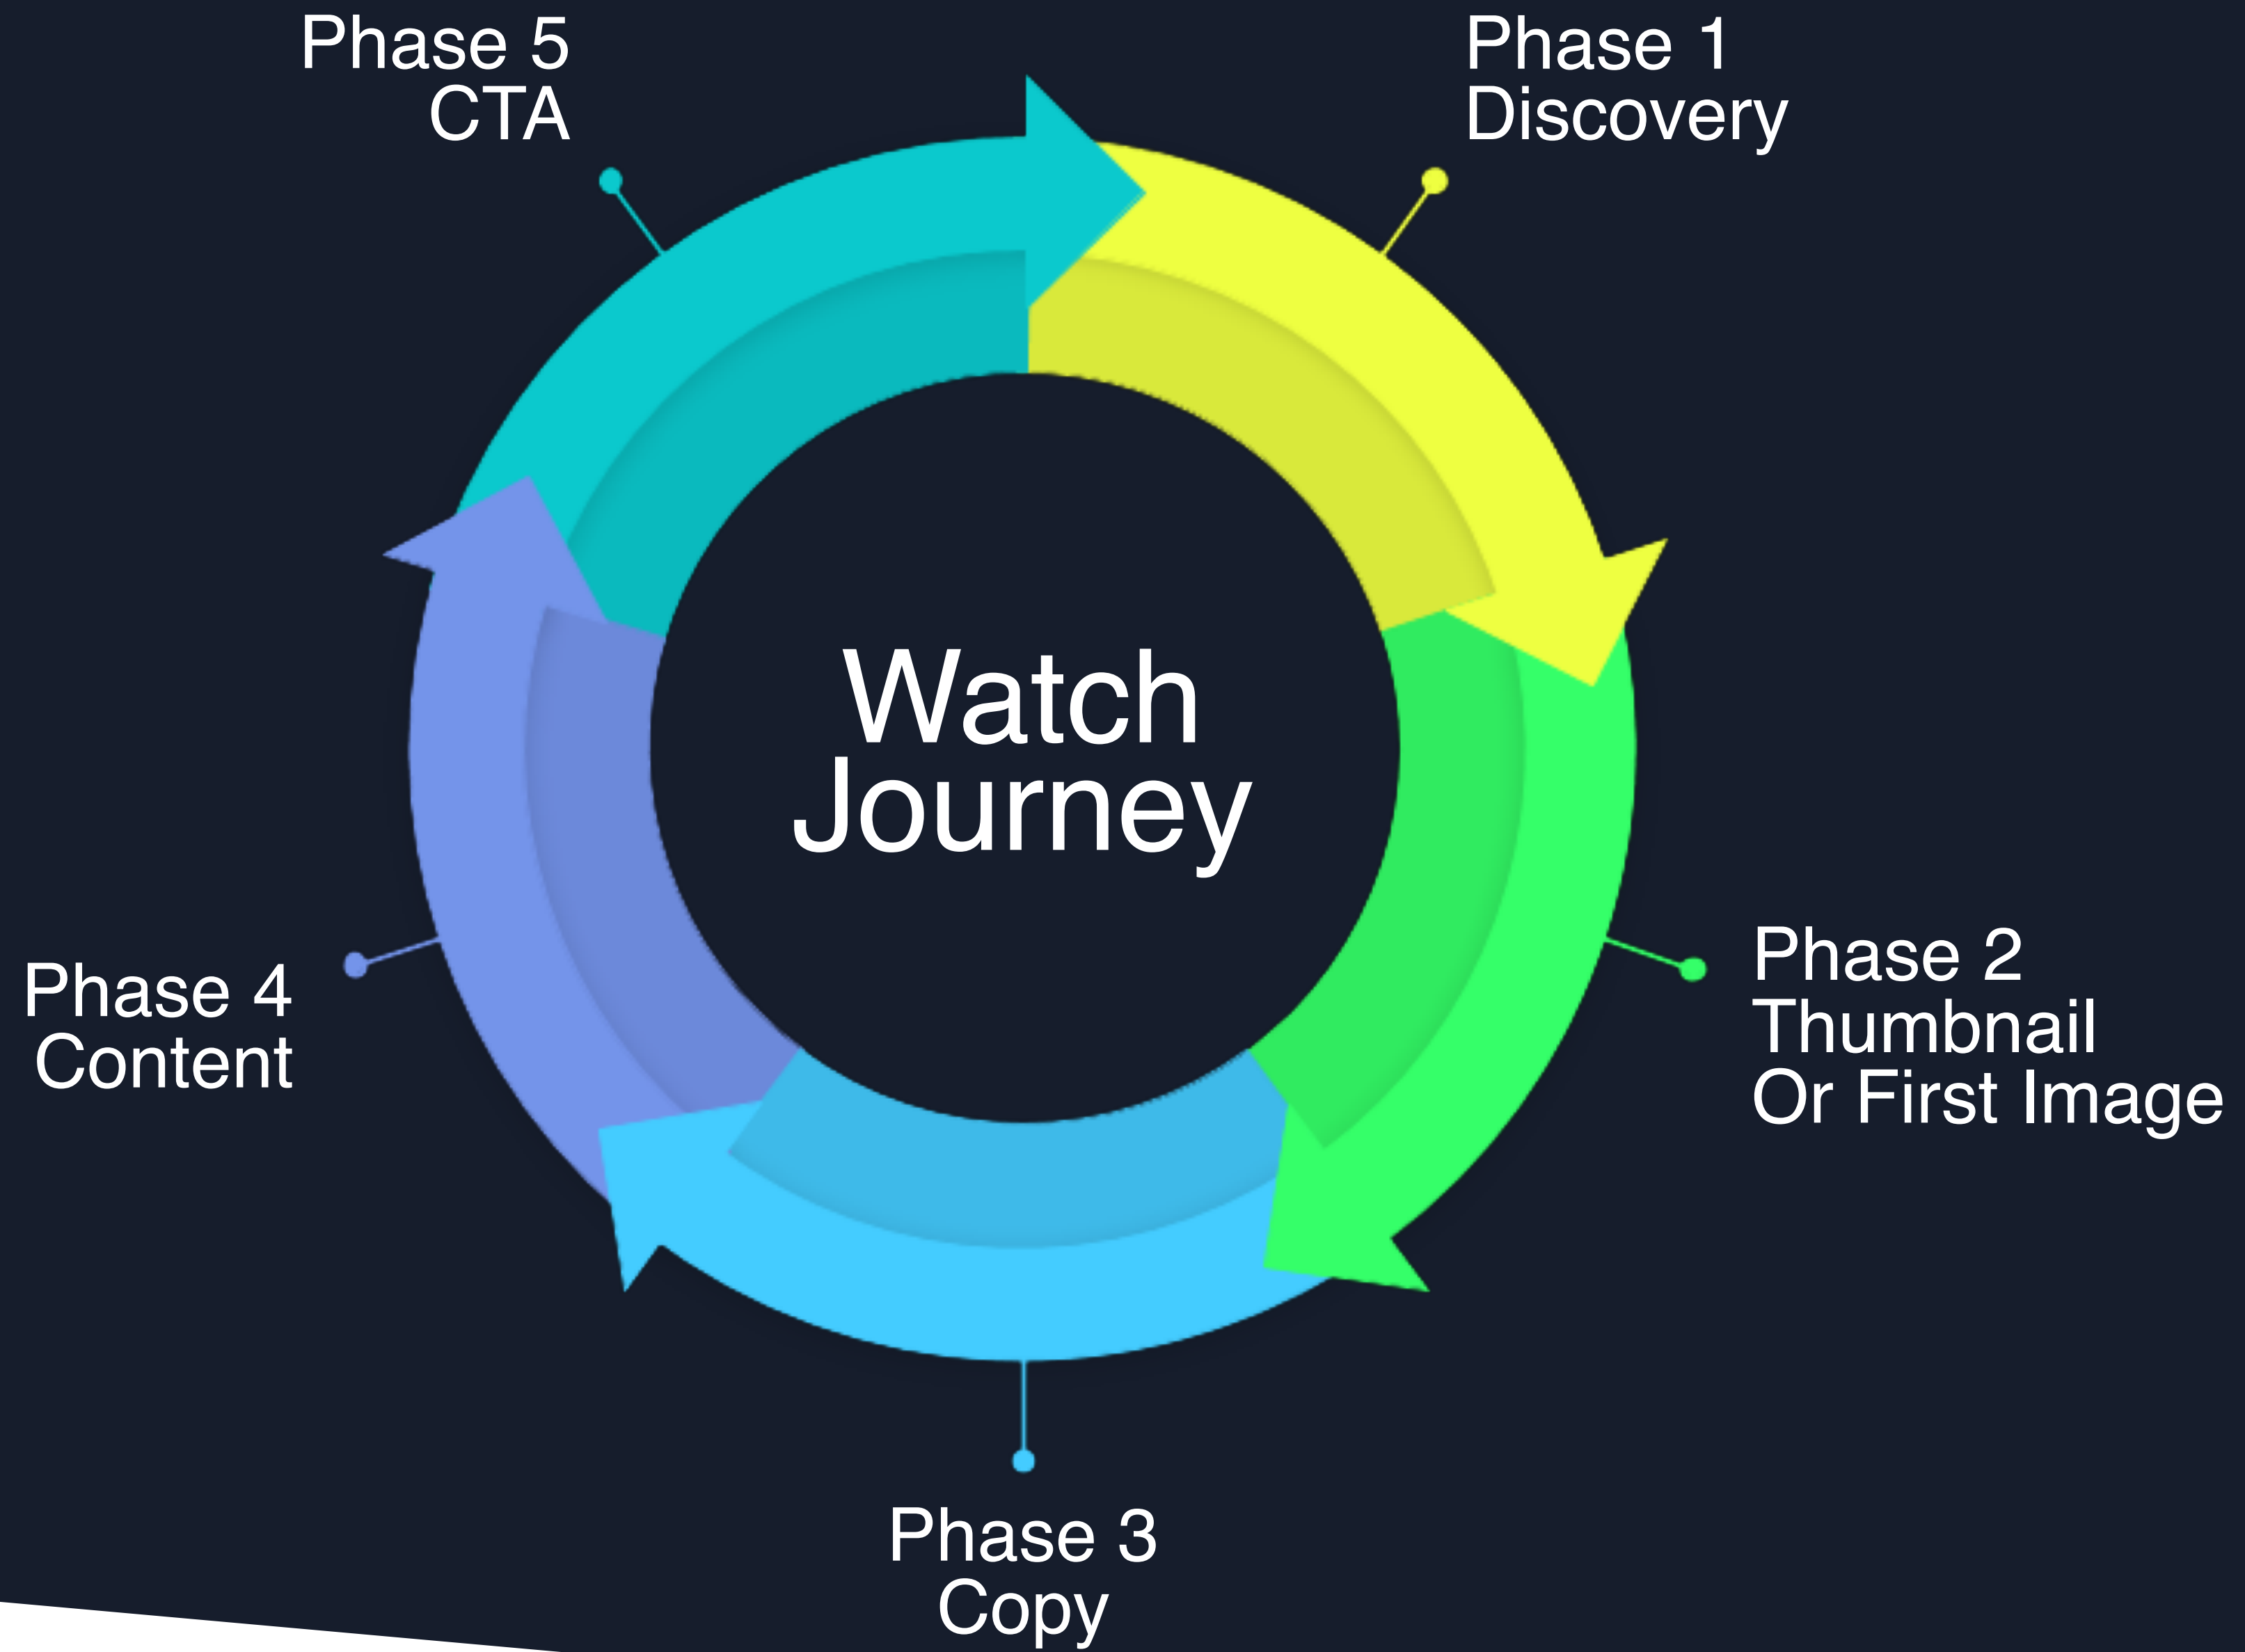 Phase 5
CTA
Phase 1
Discovery
Watch
Journey
Phase 2
Thumbnail
Or First Image
Phase 4
Content
Phase 3
Copy